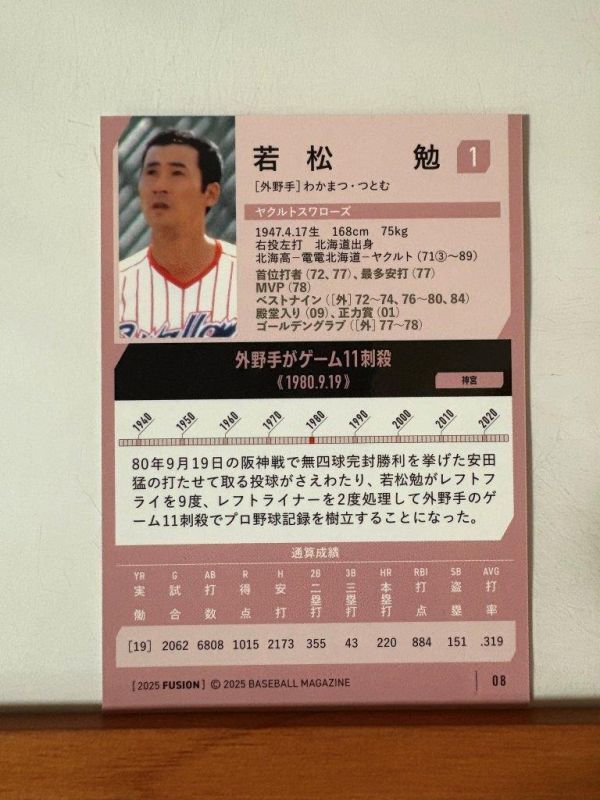 若松 勉 1
[外野手]わかまつ・つとむ
ヤクルトスワローズ
1947.4.17生 168cm 75kg
右投左打 北海道出身
北海高−電電北海道−ヤクルト(71③〜89)
首位打者(72、77)、最多安打(77)
MVP(78)
ベストナイン([外]72〜74、76〜80、84)
殿堂入り(09)、正力賞(01)
ゴールデングラブ([外]77〜78)
外野手がゲーム11刺殺
《1980.9.19》 神宮
1940 1950 1960 1970 1980 1990 2000 2010 2020
80年9月19日の阪神戦で無四球完封勝利を挙げた安田
猛の打たせて取る投球がさえわたり、若松勉がレフトフ
ライを9度、レフトライナーを2度処理して外野手のゲ
ーム11刺殺でプロ野球記録を樹立することになった。
通算成績
YR G AB R H 2B 3B HR RBI SB AVG
実働 試合 打数 得点 安打 二塁打 三塁打 本塁打 打点 盗塁 打率
[19] 2062 6808 1015 2173 355 43 220 884 151 .319
[2025 FUSION] © 2025 BASEBALL MAGAZINE 08